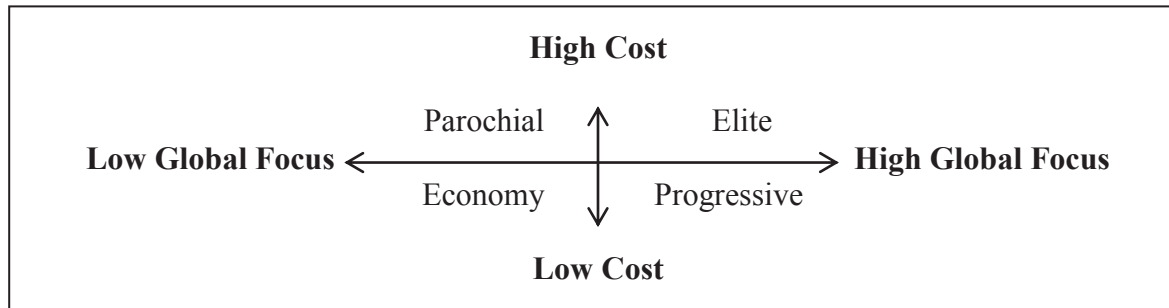 High Cost
Parochial Elite
Low Global Focus High Global Focus
Economy Progressive
Low Cost